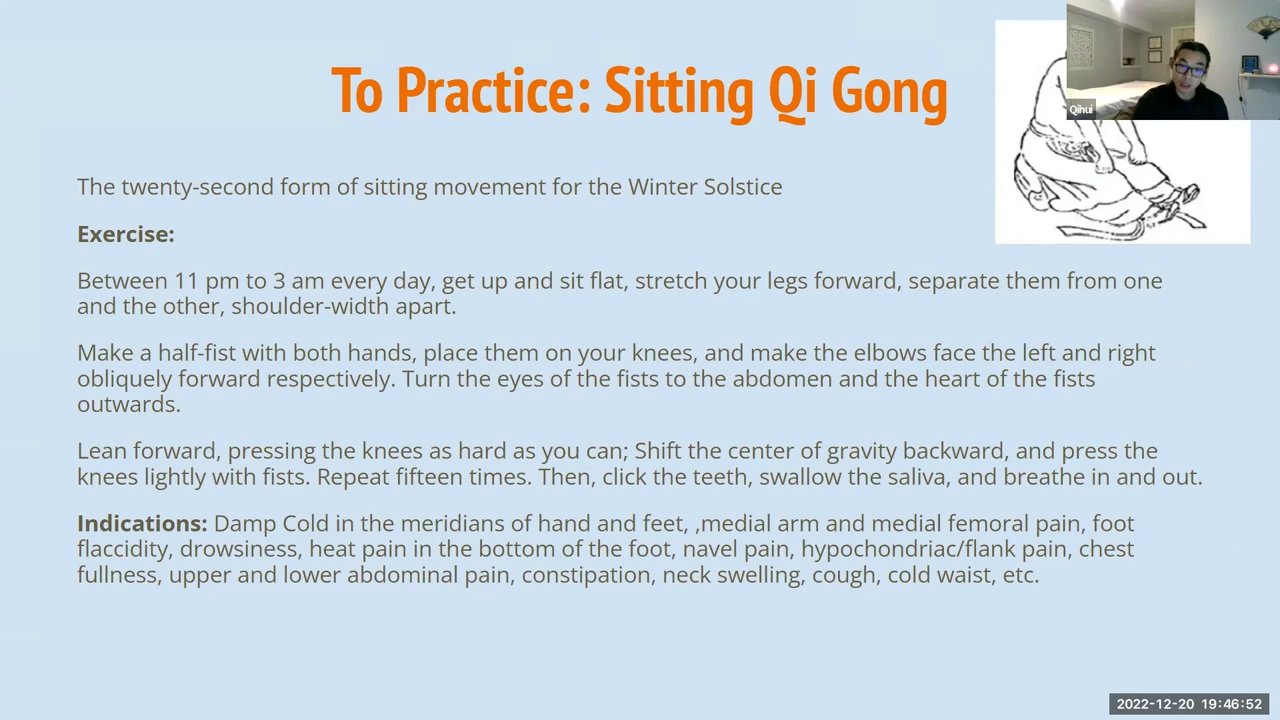 To Practice: Sitting Qi Gong
Qihui
The twenty-second form of sitting movement for the Winter Solstice
Exercise:
Between 11 pm to 3 am every day, get up and sit flat, stretch your legs forward, separate them from one
and the other, shoulder-width apart.
Make a half-fist with both hands, place them on your knees, and make the elbows face the left and right
obliquely forward respectively. Turn the eyes of the fists to the abdomen and the heart of the fists
outwards.
Lean forward, pressing the knees as hard as you can; Shift the center of gravity backward, and press the
knees lightly with fists. Repeat fifteen times. Then, click the teeth, swallow the saliva, and breathe in and out.
Indications: Damp Cold in the meridians of hand and feet, ,medial arm and medial femoral pain, foot
flaccidity, drowsiness, heat pain in the bottom of the foot, navel pain, hypochondriac/flank pain, chest
fullness, upper and lower abdominal pain, constipation, neck swelling, cough, cold waist, etc.
2022-12-20 19:46:52